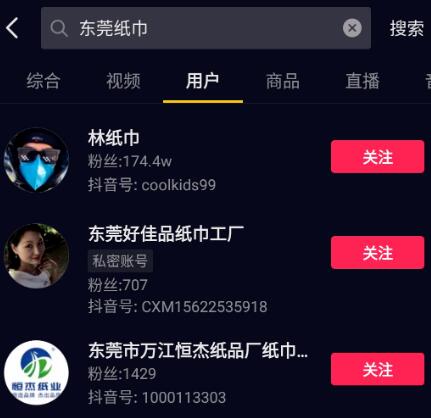 东莞纸巾
搜索
综合 视频 用户 商品 直播
林纸巾
粉丝:174.4w
抖音号: coolkids99
关注
东莞好佳品纸巾工厂
私密账号
粉丝:707
抖音号: CXM15622535918
关注
东莞市万江恒杰纸品厂纸巾...
粉丝:1429
抖音号: 1000113303
关注
恒杰纸业